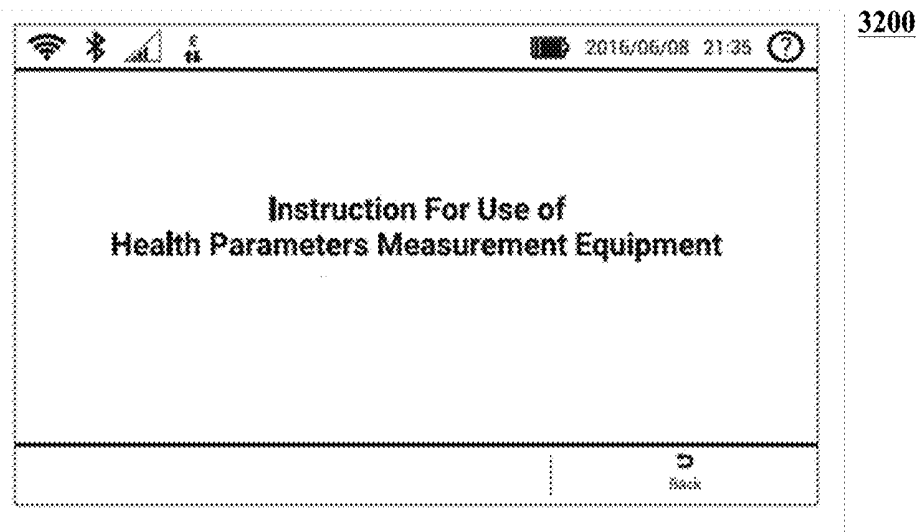 3200
2016/06/08 21:35 ?
Instruction For Use of
Health Parameters Measurement Equipment
Back